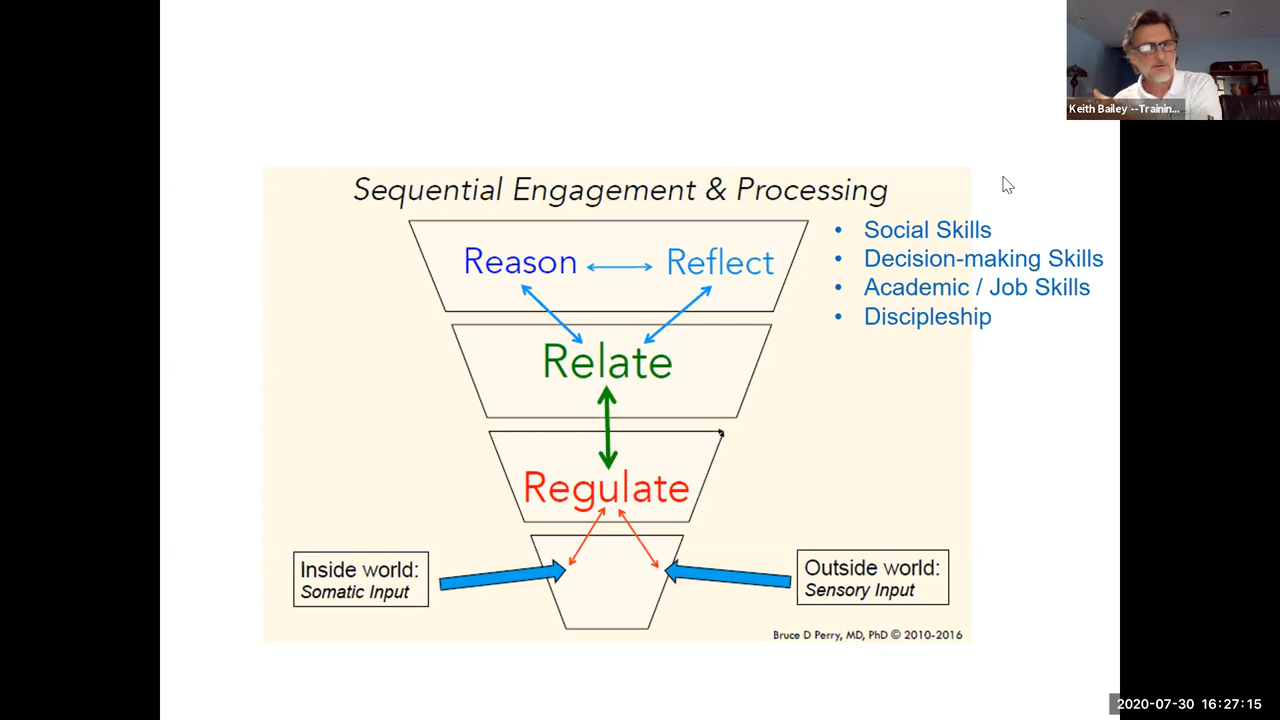 Keith Bailey --Trainin...
Sequential Engagement & Processing
Reason
Reflect
Relate
Regulate
• Social Skills
• Decision-making Skills
• Academic / Job Skills
• Discipleship
Inside world:
Somatic Input
Outside world:
Sensory Input
Bruce D Perry, MD, PhD © 2010-2016
2020-07-30 16:27:15